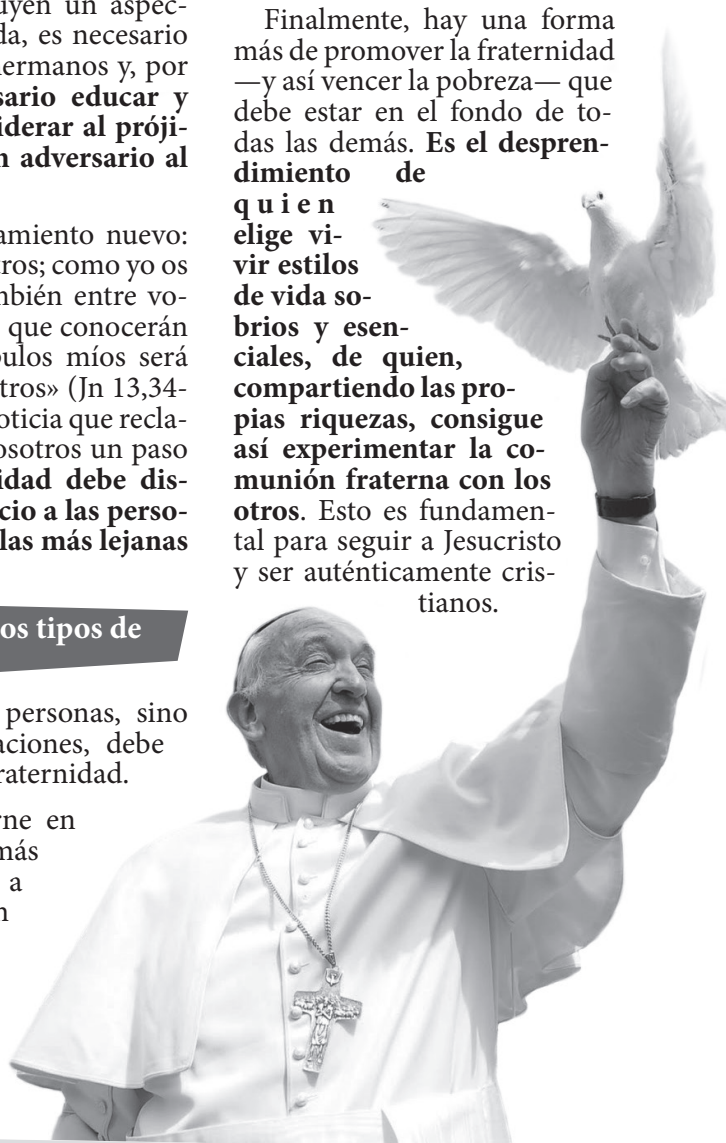 uyen un aspec-
da, es necesario
hermanos y, por
sario educar y
iderar al próji-
n adversario al
amiento nuevo:
tros; como yo os
mbién entre vo-
que conocerán
pulos míos será
tros» (Jn 13,34-
oticia que recla-
osotros un paso
idad debe dis-
cio a las perso-
las más lejanas
os tipos de
personas, sino
aciones, debe
raternidad.
rne en
más
a
n
Finalmente, hay una forma
más de promover la fraternidad
—y así vencer la pobreza— que
debe estar en el fondo de to-
das las demás. Es el despren-
dimiento de
quien
elige vi-
vir estilos
de vida so-
brios y esen-
ciales, de quien,
compartiendo las pro-
pias riquezas, consigue
así experimentar la co-
munión fraterna con los
otros. Esto es fundamen-
tal para seguir a Jesucristo
y ser auténticamente cris-
tianos.